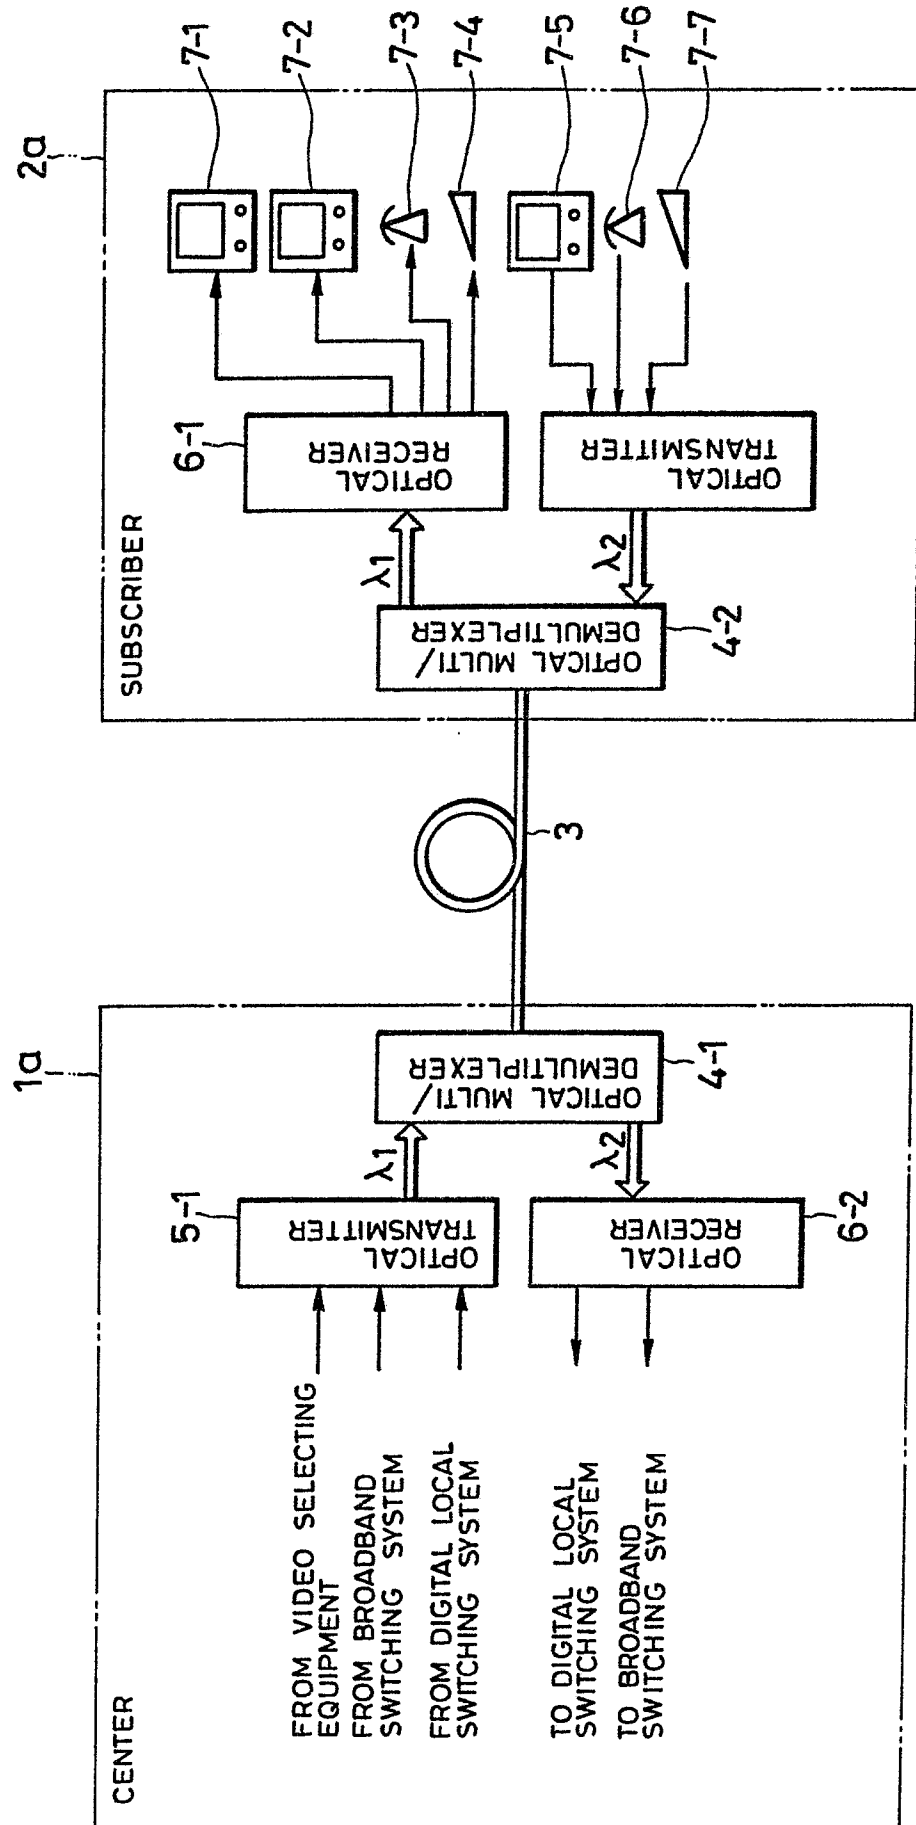 1a
CENTER
FROM VIDEO SELECTING
EQUIPMENT
FROM BROADBAND
SWITCHING SYSTEM
FROM DIGITAL LOCAL
SWITCHING SYSTEM
TO DIGITAL LOCAL
SWITCHING SYSTEM
TO BROADBAND
SWITCHING SYSTEM
5-1
OPTICAL
TRANSMITTER
λ1
OPTICAL MULTI/
DEMULTIPLEXER
4-1
λ2
OPTICAL
RECEIVER
6-2
3
2a
SUBSCRIBER
OPTICAL MULTI/
DEMULTIPLEXER
4-2
λ1
λ2
6-1
OPTICAL
RECEIVER
OPTICAL
TRANSMITTER
7-1
7-2
7-3
7-4
7-5
7-6
7-7